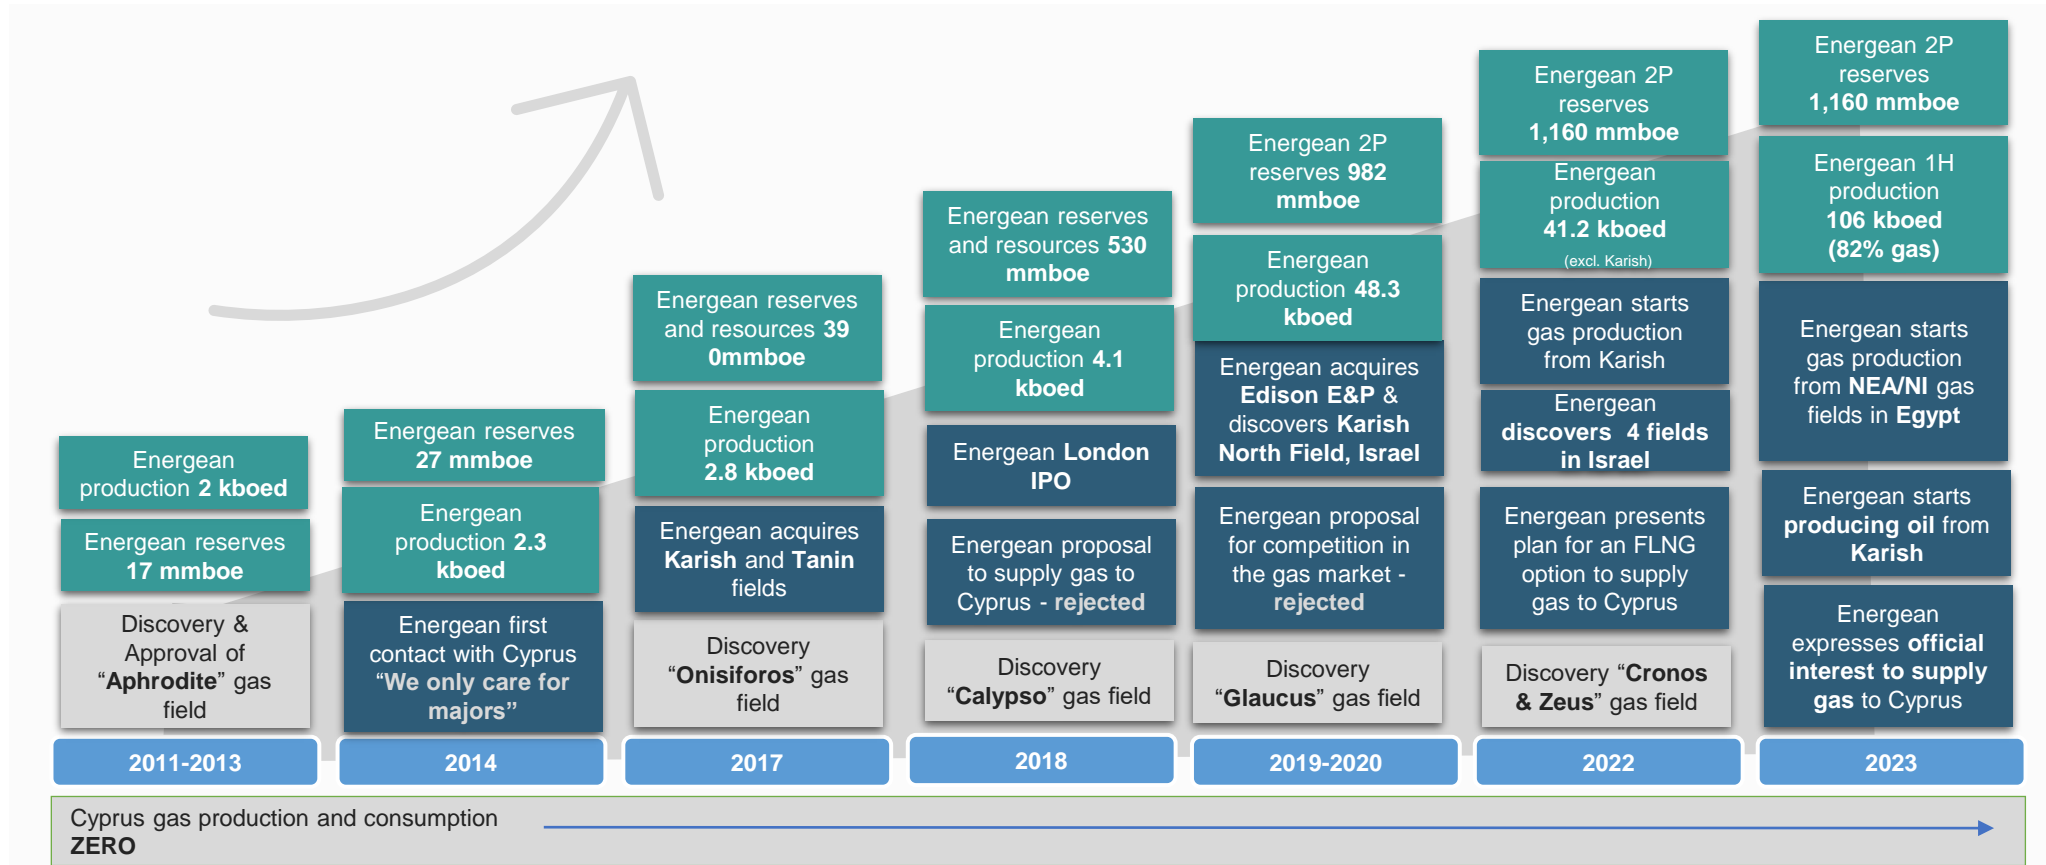 Energean
production 2 kboed
Energean reserves
17 mmboe
Discovery &
Approval of
“Aphrodite” gas
field
2011-2013
Energean reserves
27 mmboe
Energean
production 2.3
kboed
Energean first
contact with Cyprus
“We only care for
majors”
2014
Energean reserves
and resources 39
0mmboe
Energean
production
2.8 kboed
Energean acquires
Karish and Tanin
fields
Discovery
“Onisiforos” gas
field
2017
Energean reserves
and resources 530
mmboe
Energean
production 4.1
kboed
Energean London
IPO
Energean proposal
to supply gas to
Cyprus - rejected
Discovery
“Calypso” gas field
2018
Energean 2P
reserves 982
mmboe
Energean
production 48.3
kboed
Energean acquires
Edison E&P &
discovers Karish
North Field, Israel
Energean proposal
for competition in
the gas market -
rejected
Discovery
“Glaucus” gas field
2019-2020
Energean 2P
reserves
1,160 mmboe
Energean
production
41.2 kboed
(excl. Karish)
Energean starts
gas production
from Karish
Energean
discovers 4 fields
in Israel
Energean presents
plan for an FLNG
option to supply
gas to Cyprus
Discovery “Cronos
& Zeus” gas field
2022
Energean 2P
reserves
1,160 mmboe
Energean 1H
production
106 kboed
(82% gas)
Energean starts
gas production
from NEA/NI gas
fields in Egypt
Energean starts
producing oil from
Karish
Energean
expresses official
interest to supply
gas to Cyprus
2023
Cyprus gas production and consumption
ZERO